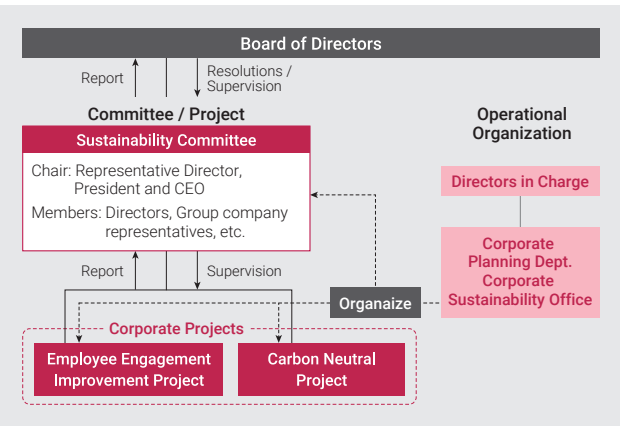 Board of Directors
Report
Resolutions /
Supervision
Committee / Project
Operational
Organization
Sustainability Committee
Chair: Representative Director,
President and CEO
Members: Directors, Group company
representatives, etc.
Directors in Charge
Corporate
Planning Dept.
Corporate
Sustainability Office
Report
Supervision
Organaize
Corporate Projects
Employee Engagement
Improvement Project
Carbon Neutral
Project